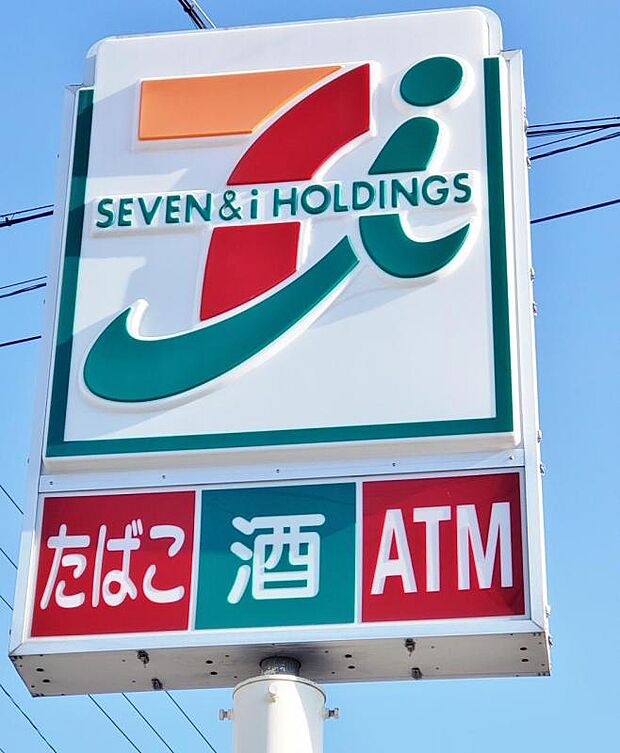 SEVEN & i HOLDINGS
たばこ 酒 ATM